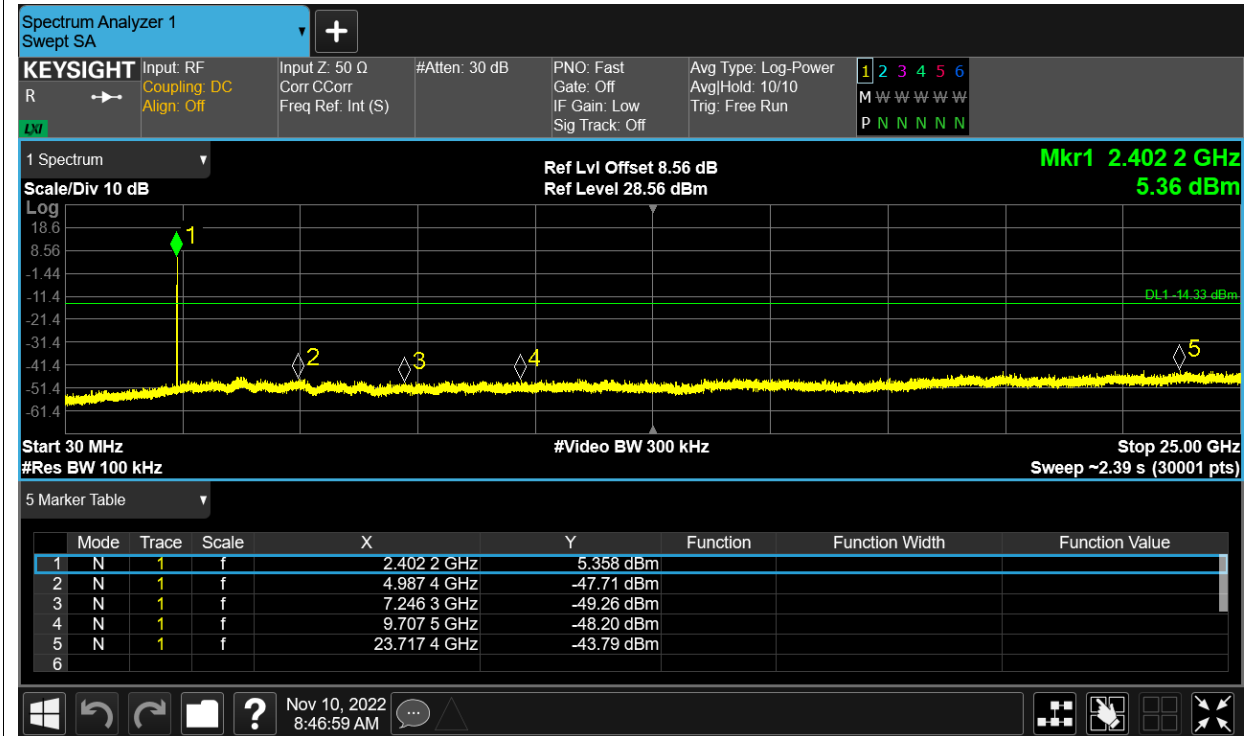 Spectrum Analyzer 1
Swept SA
KEYSIGHT
R
LXI
Input: RF
Coupling: DC
Align: Off
Input Z: 50 Ω
Corr CCorr
Freq Ref: Int (S)
#Atten: 30 dB
PNO: Fast
Gate: Off
IF Gain: Low
Sig Track: Off
Avg Type: Log-Power
Avg|Hold: 10/10
Trig: Free Run
1 2 3 4 5 6
M W W W W W W
P N N N N N N
1 Spectrum
Scale/Div 10 dB
Ref Lvl Offset 8.56 dB
Ref Level 28.56 dBm
Mkr1 2.402 2 GHz
5.36 dBm
Log
18.6
8.56
-1.44
-11.4
-21.4
-31.4
-41.4
-51.4
-61.4
1
2
3
4
5
DL1 -14.33 dBm
Start 30 MHz
#Res BW 100 kHz
#Video BW 300 kHz
Stop 25.00 GHz
Sweep ~2.39 s (30001 pts)
5 Marker Table
Mode Trace Scale X Y Function Function Width Function Value
1 N 1 f 2.402 2 GHz 5.358 dBm
2 N 1 f 4.987 4 GHz -47.71 dBm
3 N 1 f 7.246 3 GHz -49.26 dBm
4 N 1 f 9.707 5 GHz -48.20 dBm
5 N 1 f 23.717 4 GHz -43.79 dBm
6
?
Nov 10, 2022
8:46:59 AM